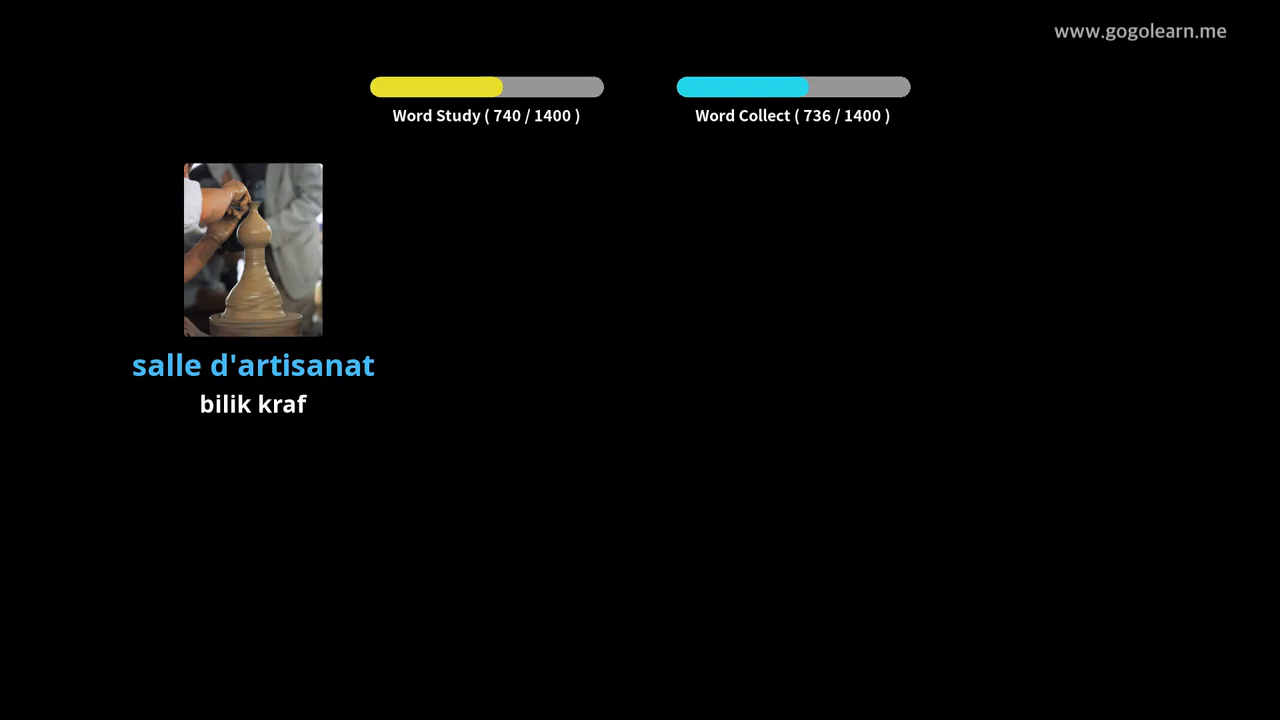 www.gogolearn.me
Word Study ( 740 / 1400 )
Word Collect ( 736 / 1400 )
salle d'artisanat
bilik kraf